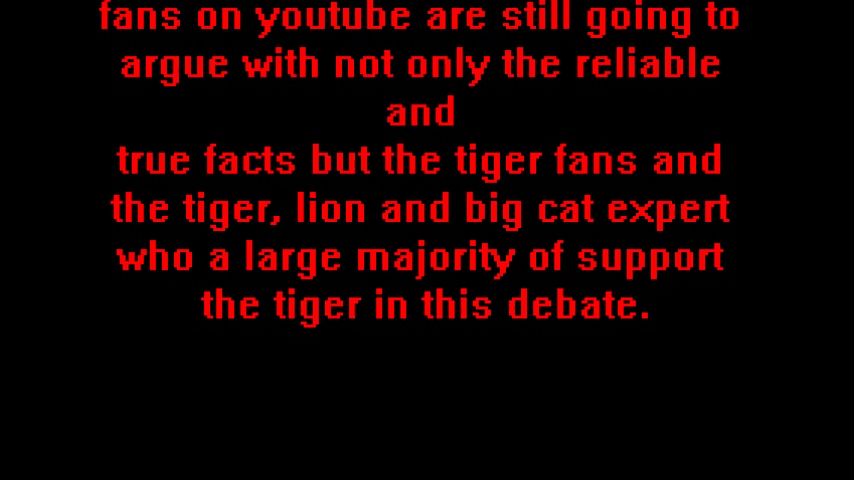 fans on youtube are still going to
argue with not only the reliable
and
true facts but the tiger fans and
the tiger, lion and big cat expert
who a large majority of support
the tiger in this debate.